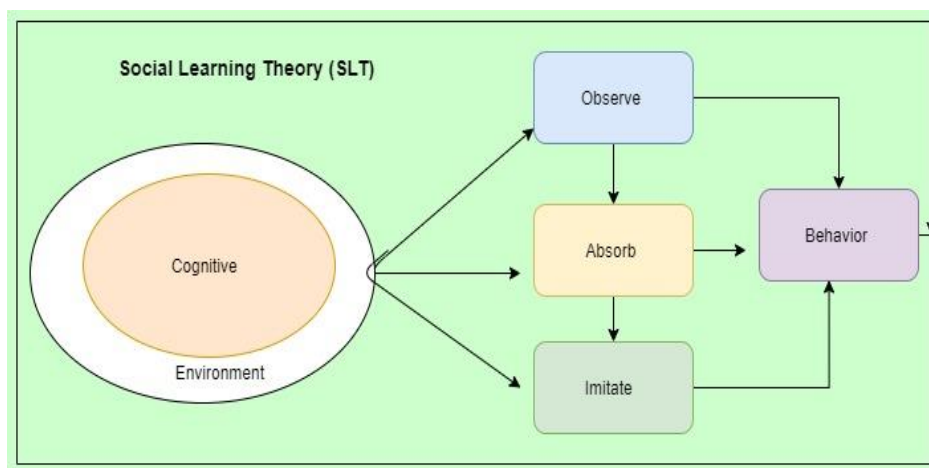 Social Learning Theory (SLT)
Observe
Cognitive
Absorb
Behavior
Environment
Imitate